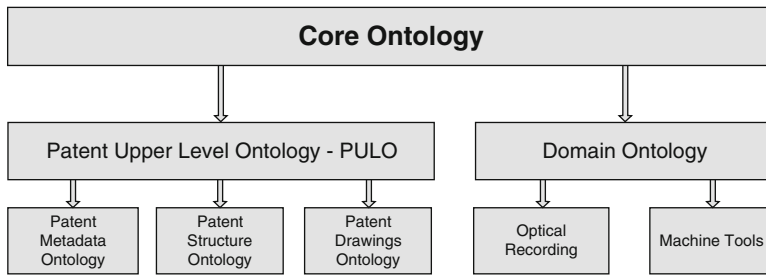 Core Ontology
Patent Upper Level Ontology - PULO
Domain Ontology
Patent
Metadata
Ontology
Patent
Structure
Ontology
Patent
Drawings
Ontology
Optical
Recording
Machine Tools